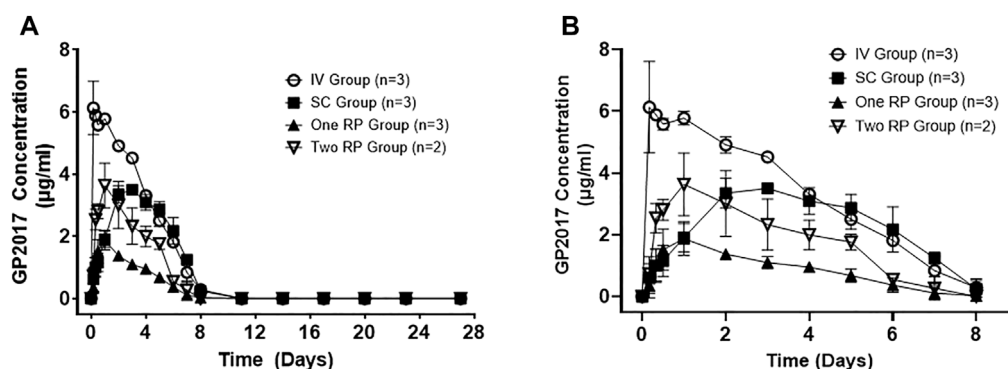 A
8
6
4
2
0
GP2017 Concentration
(µg/ml)
IV Group (n=3)
SC Group (n=3)
One RP Group (n=3)
Two RP Group (n=2)
0 4 8 12 16 20 24 28
Time (Days)
B
8
6
4
2
0
GP2017 Concentration
(µg/ml)
IV Group (n=3)
SC Group (n=3)
One RP Group (n=3)
Two RP Group (n=2)
0 2 4 6 8
Time (Days)